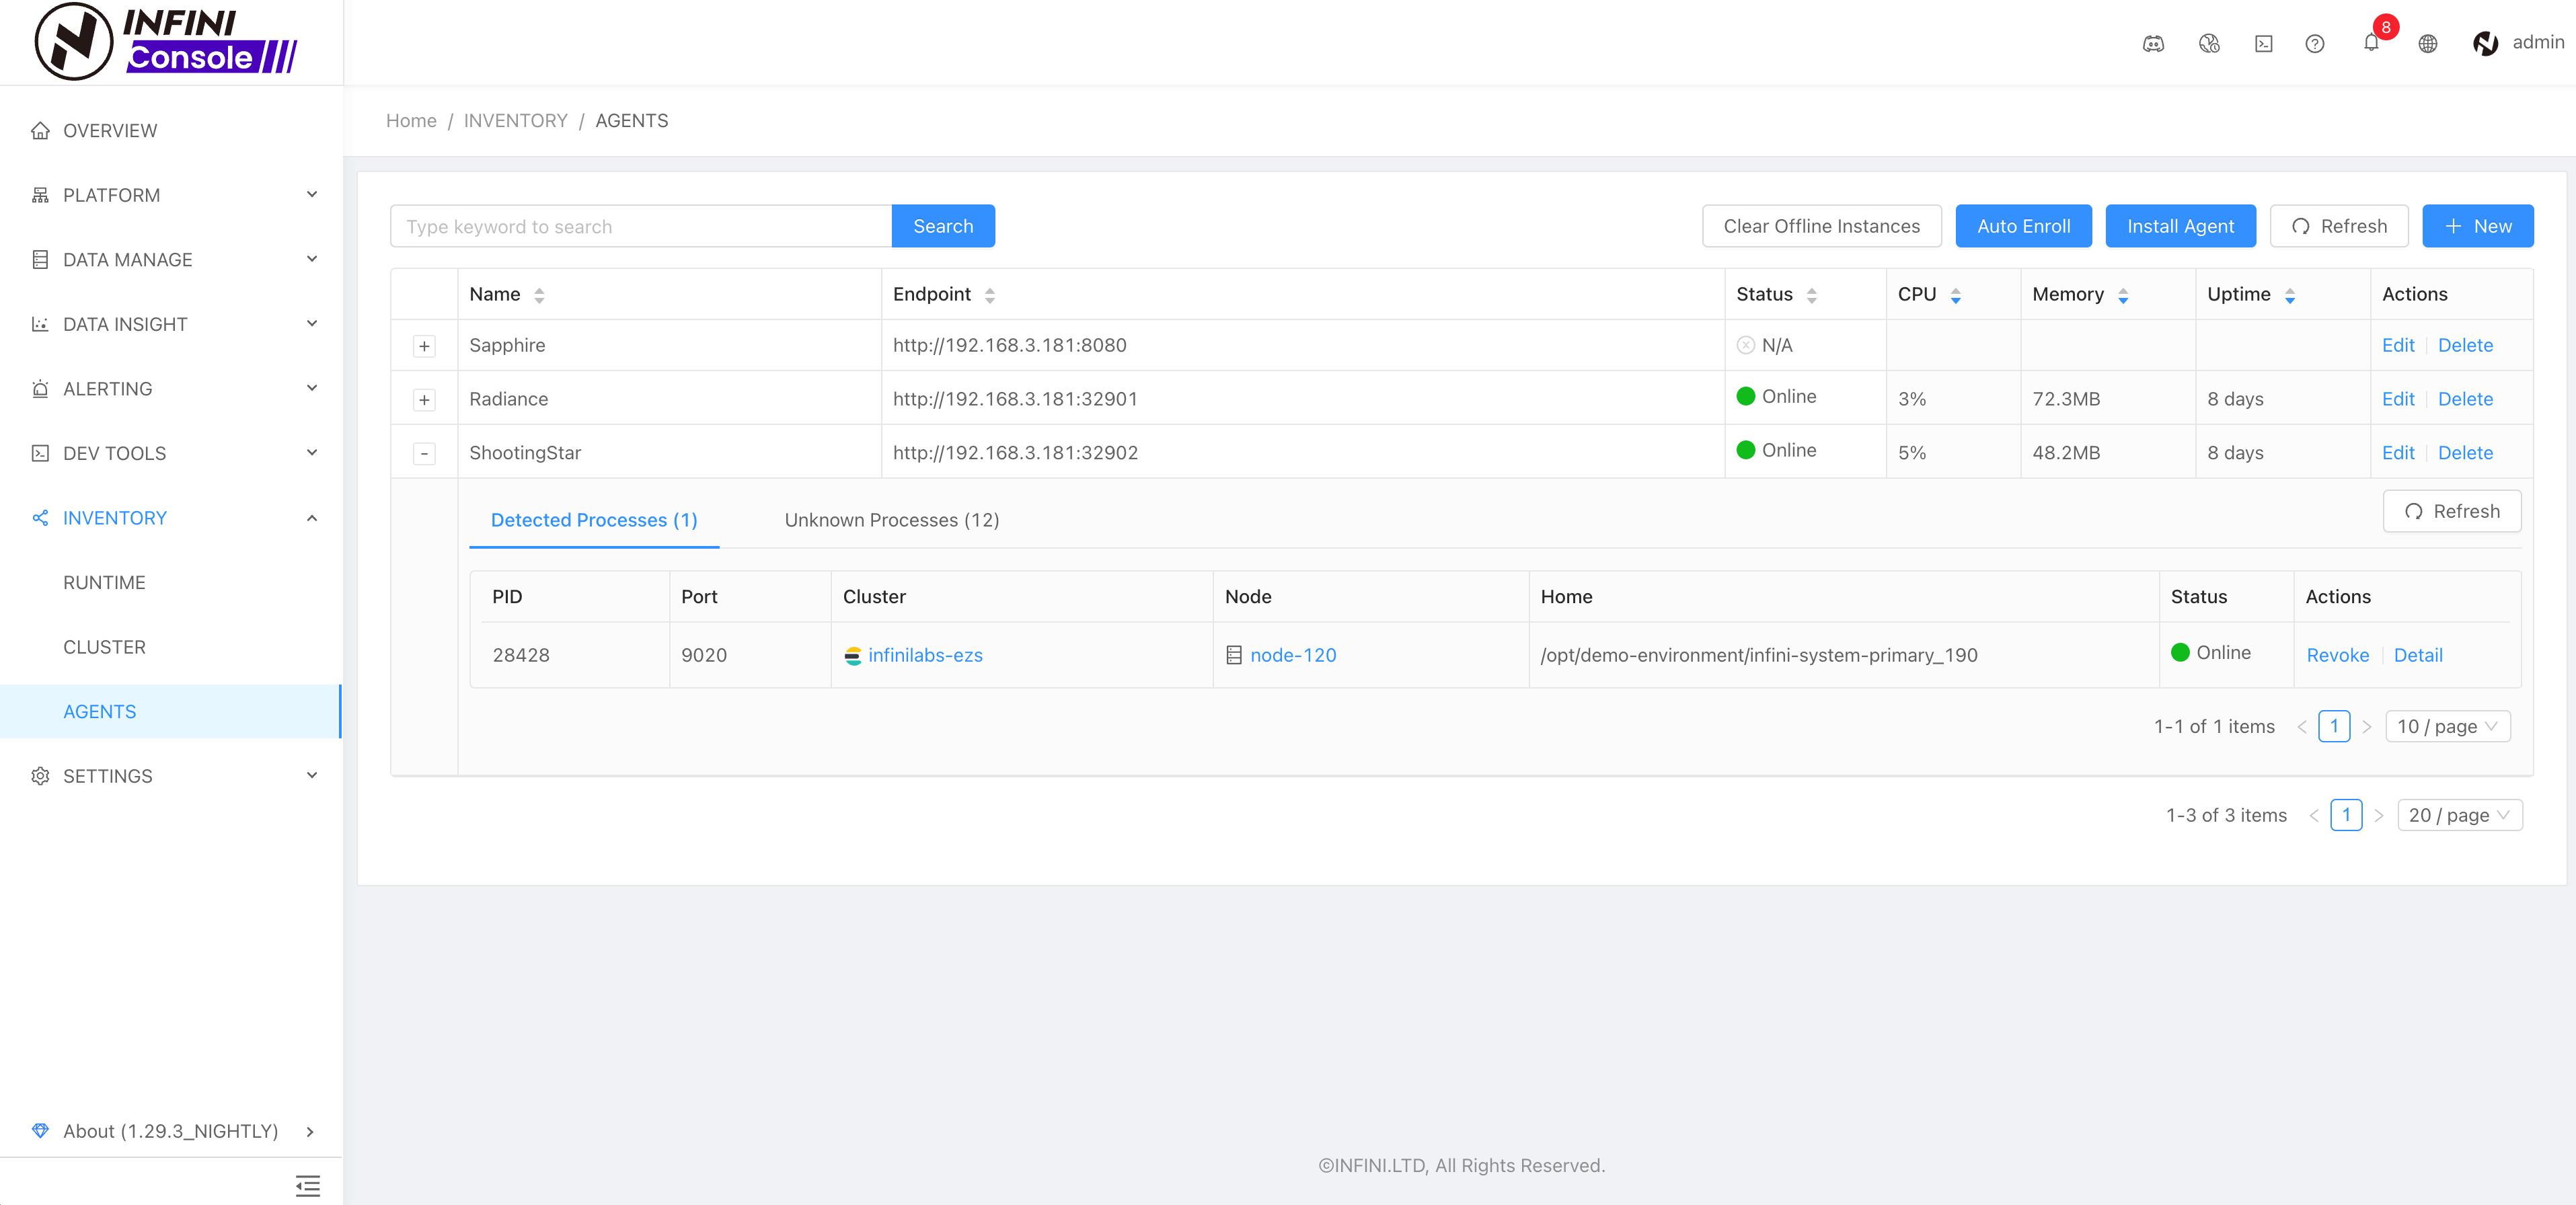 INFINI
Console
8
admin
OVERVIEW
PLATFORM
DATA MANAGE
DATA INSIGHT
ALERTING
DEV TOOLS
INVENTORY
RUNTIME
CLUSTER
AGENTS
SETTINGS
About (1.29.3_NIGHTLY)
Home / INVENTORY / AGENTS
Type keyword to search Search Clear Offline Instances Auto Enroll Install Agent Refresh + New
Name Endpoint Status CPU Memory Uptime Actions
+ Sapphire http://192.168.3.181:8080 N/A Edit Delete
+ Radiance http://192.168.3.181:32901 Online 3% 72.3MB 8 days Edit Delete
- ShootingStar http://192.168.3.181:32902 Online 5% 48.2MB 8 days Edit Delete
Detected Processes (1) Unknown Processes (12) Refresh
PID Port Cluster Node Home Status Actions
28428 9020 infinilabs-ezs node-120 /opt/demo-environment/infini-system-primary_190 Online Revoke Detail
1-1 of 1 items < 1 > 10 / page
1-3 of 3 items < 1 > 20 / page
©INFINI.LTD, All Rights Reserved.